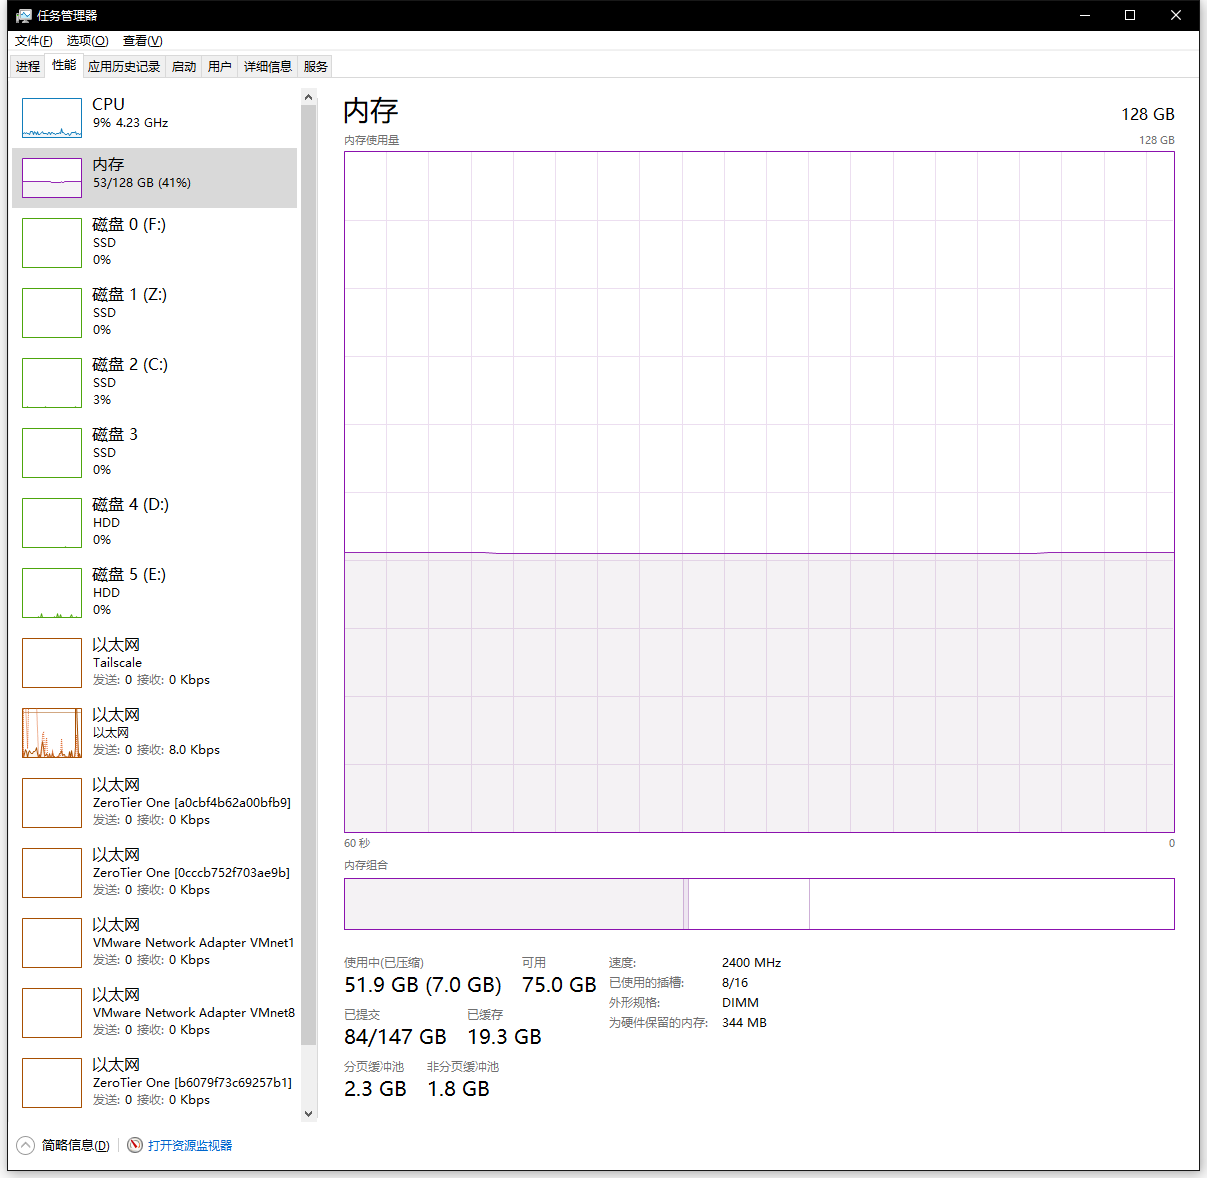 任务管理器
文件(F) 选项(O) 查看(V)
进程 性能 应用历史记录 启动 用户 详细信息 服务
CPU
9% 4.23 GHz
内存
53/128 GB (41%)
磁盘 0 (F:)
SSD
0%
磁盘 1 (Z:)
SSD
0%
磁盘 2 (C:)
SSD
3%
磁盘 3
SSD
0%
磁盘 4 (D:)
HDD
0%
磁盘 5 (E:)
HDD
0%
以太网
Tailscale
发送: 0 接收: 0 Kbps
以太网
以太网
发送: 0 接收: 8.0 Kbps
以太网
ZeroTier One [a0cbf4b62a00bfb9]
发送: 0 接收: 0 Kbps
以太网
ZeroTier One [0cccb752f703ae9b]
发送: 0 接收: 0 Kbps
以太网
VMware Network Adapter VMnet1
发送: 0 接收: 0 Kbps
以太网
VMware Network Adapter VMnet8
发送: 0 接收: 0 Kbps
以太网
ZeroTier One [b6079f73c69257b1]
发送: 0 接收: 0 Kbps
内存 128 GB
内存使用量 128 GB
60 秒 0
内存组合
使用中(已压缩) 可用
51.9 GB (7.0 GB) 75.0 GB
已提交 已缓存
84/147 GB 19.3 GB
分页缓冲池 非分页缓冲池
2.3 GB 1.8 GB
速度: 2400 MHz
已使用的插槽: 8/16
外形规格: DIMM
为硬件保留的内存: 344 MB
简略信息(D) 打开资源监视器